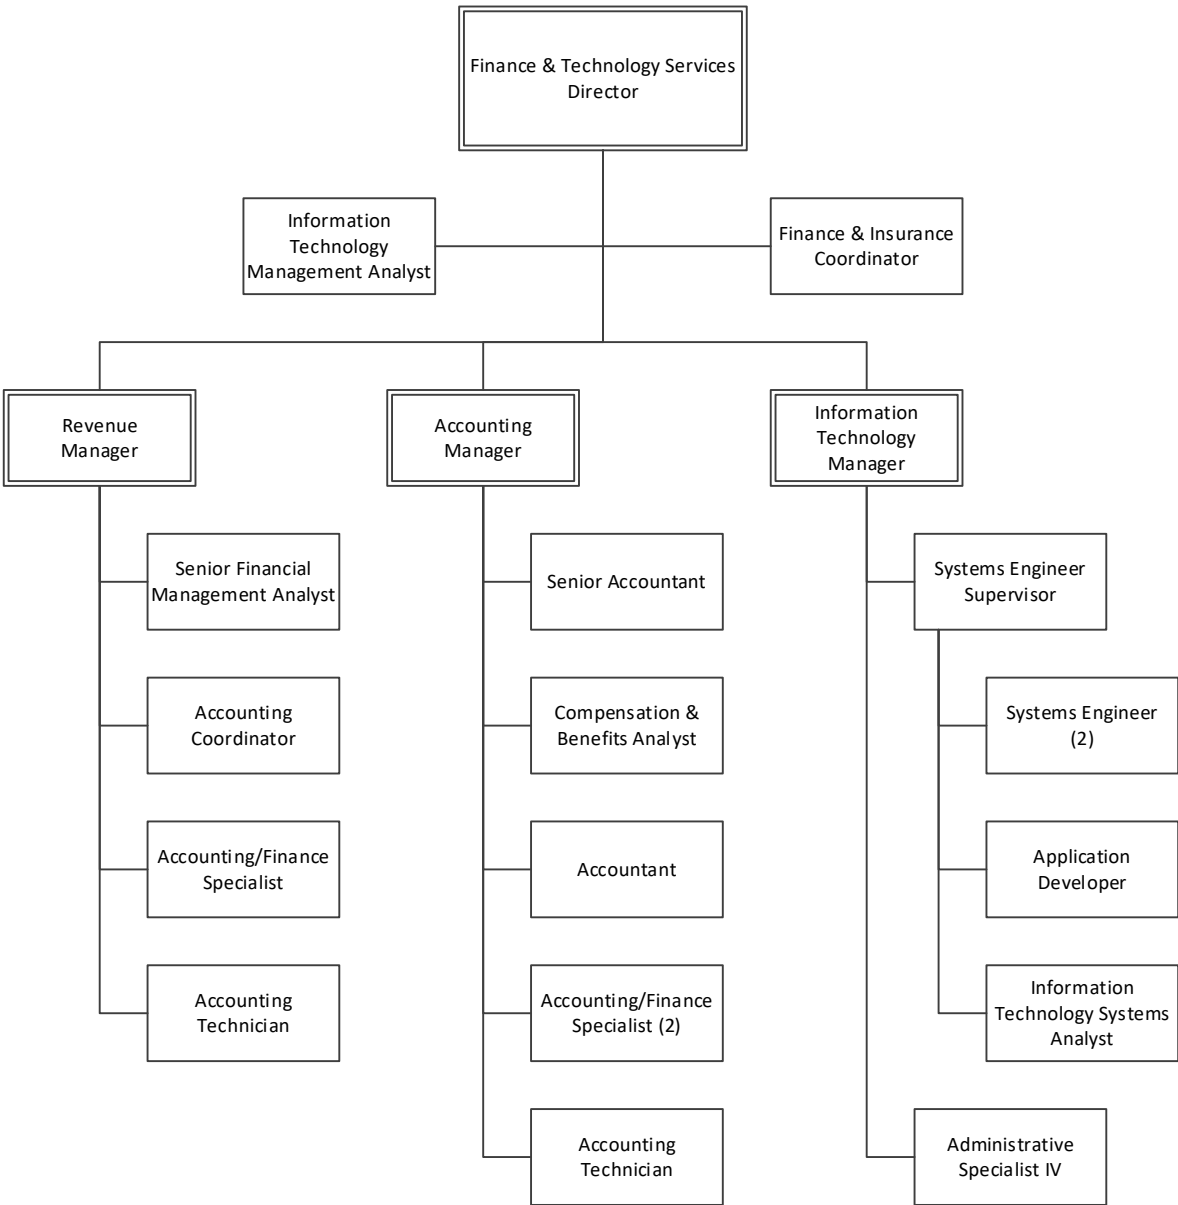 Finance & Technology Services
Director
Information
Technology
Management Analyst
Finance & Insurance
Coordinator
Revenue
Manager
Accounting
Manager
Information
Technology
Manager
Senior Financial
Management Analyst
Accounting
Coordinator
Accounting/Finance
Specialist
Accounting
Technician
Senior Accountant
Compensation &
Benefits Analyst
Accountant
Accounting/Finance
Specialist (2)
Accounting
Technician
Systems Engineer
Supervisor
Systems Engineer
(2)
Application
Developer
Information
Technology Systems
Analyst
Administrative
Specialist IV